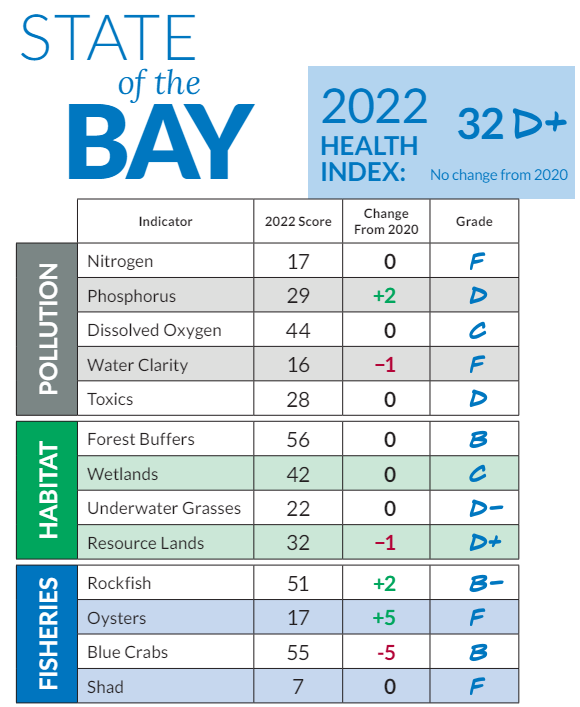 STATE
of the
BAY
2022 HEALTH INDEX: 32 D+
No change from 2020
Indicator 2022 Score Change From 2020 Grade
POLLUTION
Nitrogen 17 0 F
Phosphorus 29 +2 D
Dissolved Oxygen 44 0 C
Water Clarity 16 −1 F
Toxics 28 0 D
HABITAT
Forest Buffers 56 0 B
Wetlands 42 0 C
Underwater Grasses 22 0 D−
Resource Lands 32 −1 D+
FISHERIES
Rockfish 51 +2 B−
Oysters 17 +5 F
Blue Crabs 55 -5 B
Shad 7 0 F